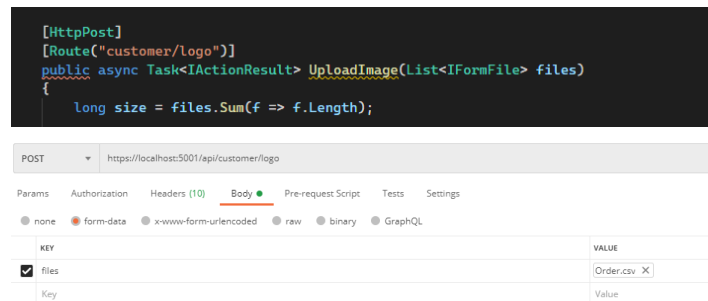 [HttpPost]
[Route("customer/logo")]
public async Task<IActionResult> UploadImage(List<IFormFile> files)
{
long size = files.Sum(f => f.Length);
POST https://localhost:5001/api/customer/logo
Params Authorization Headers (10) Body Pre-request Script Tests Settings
none form-data x-www-form-urlencoded raw binary GraphQL
KEY VALUE
files Order.csv X
Key Value